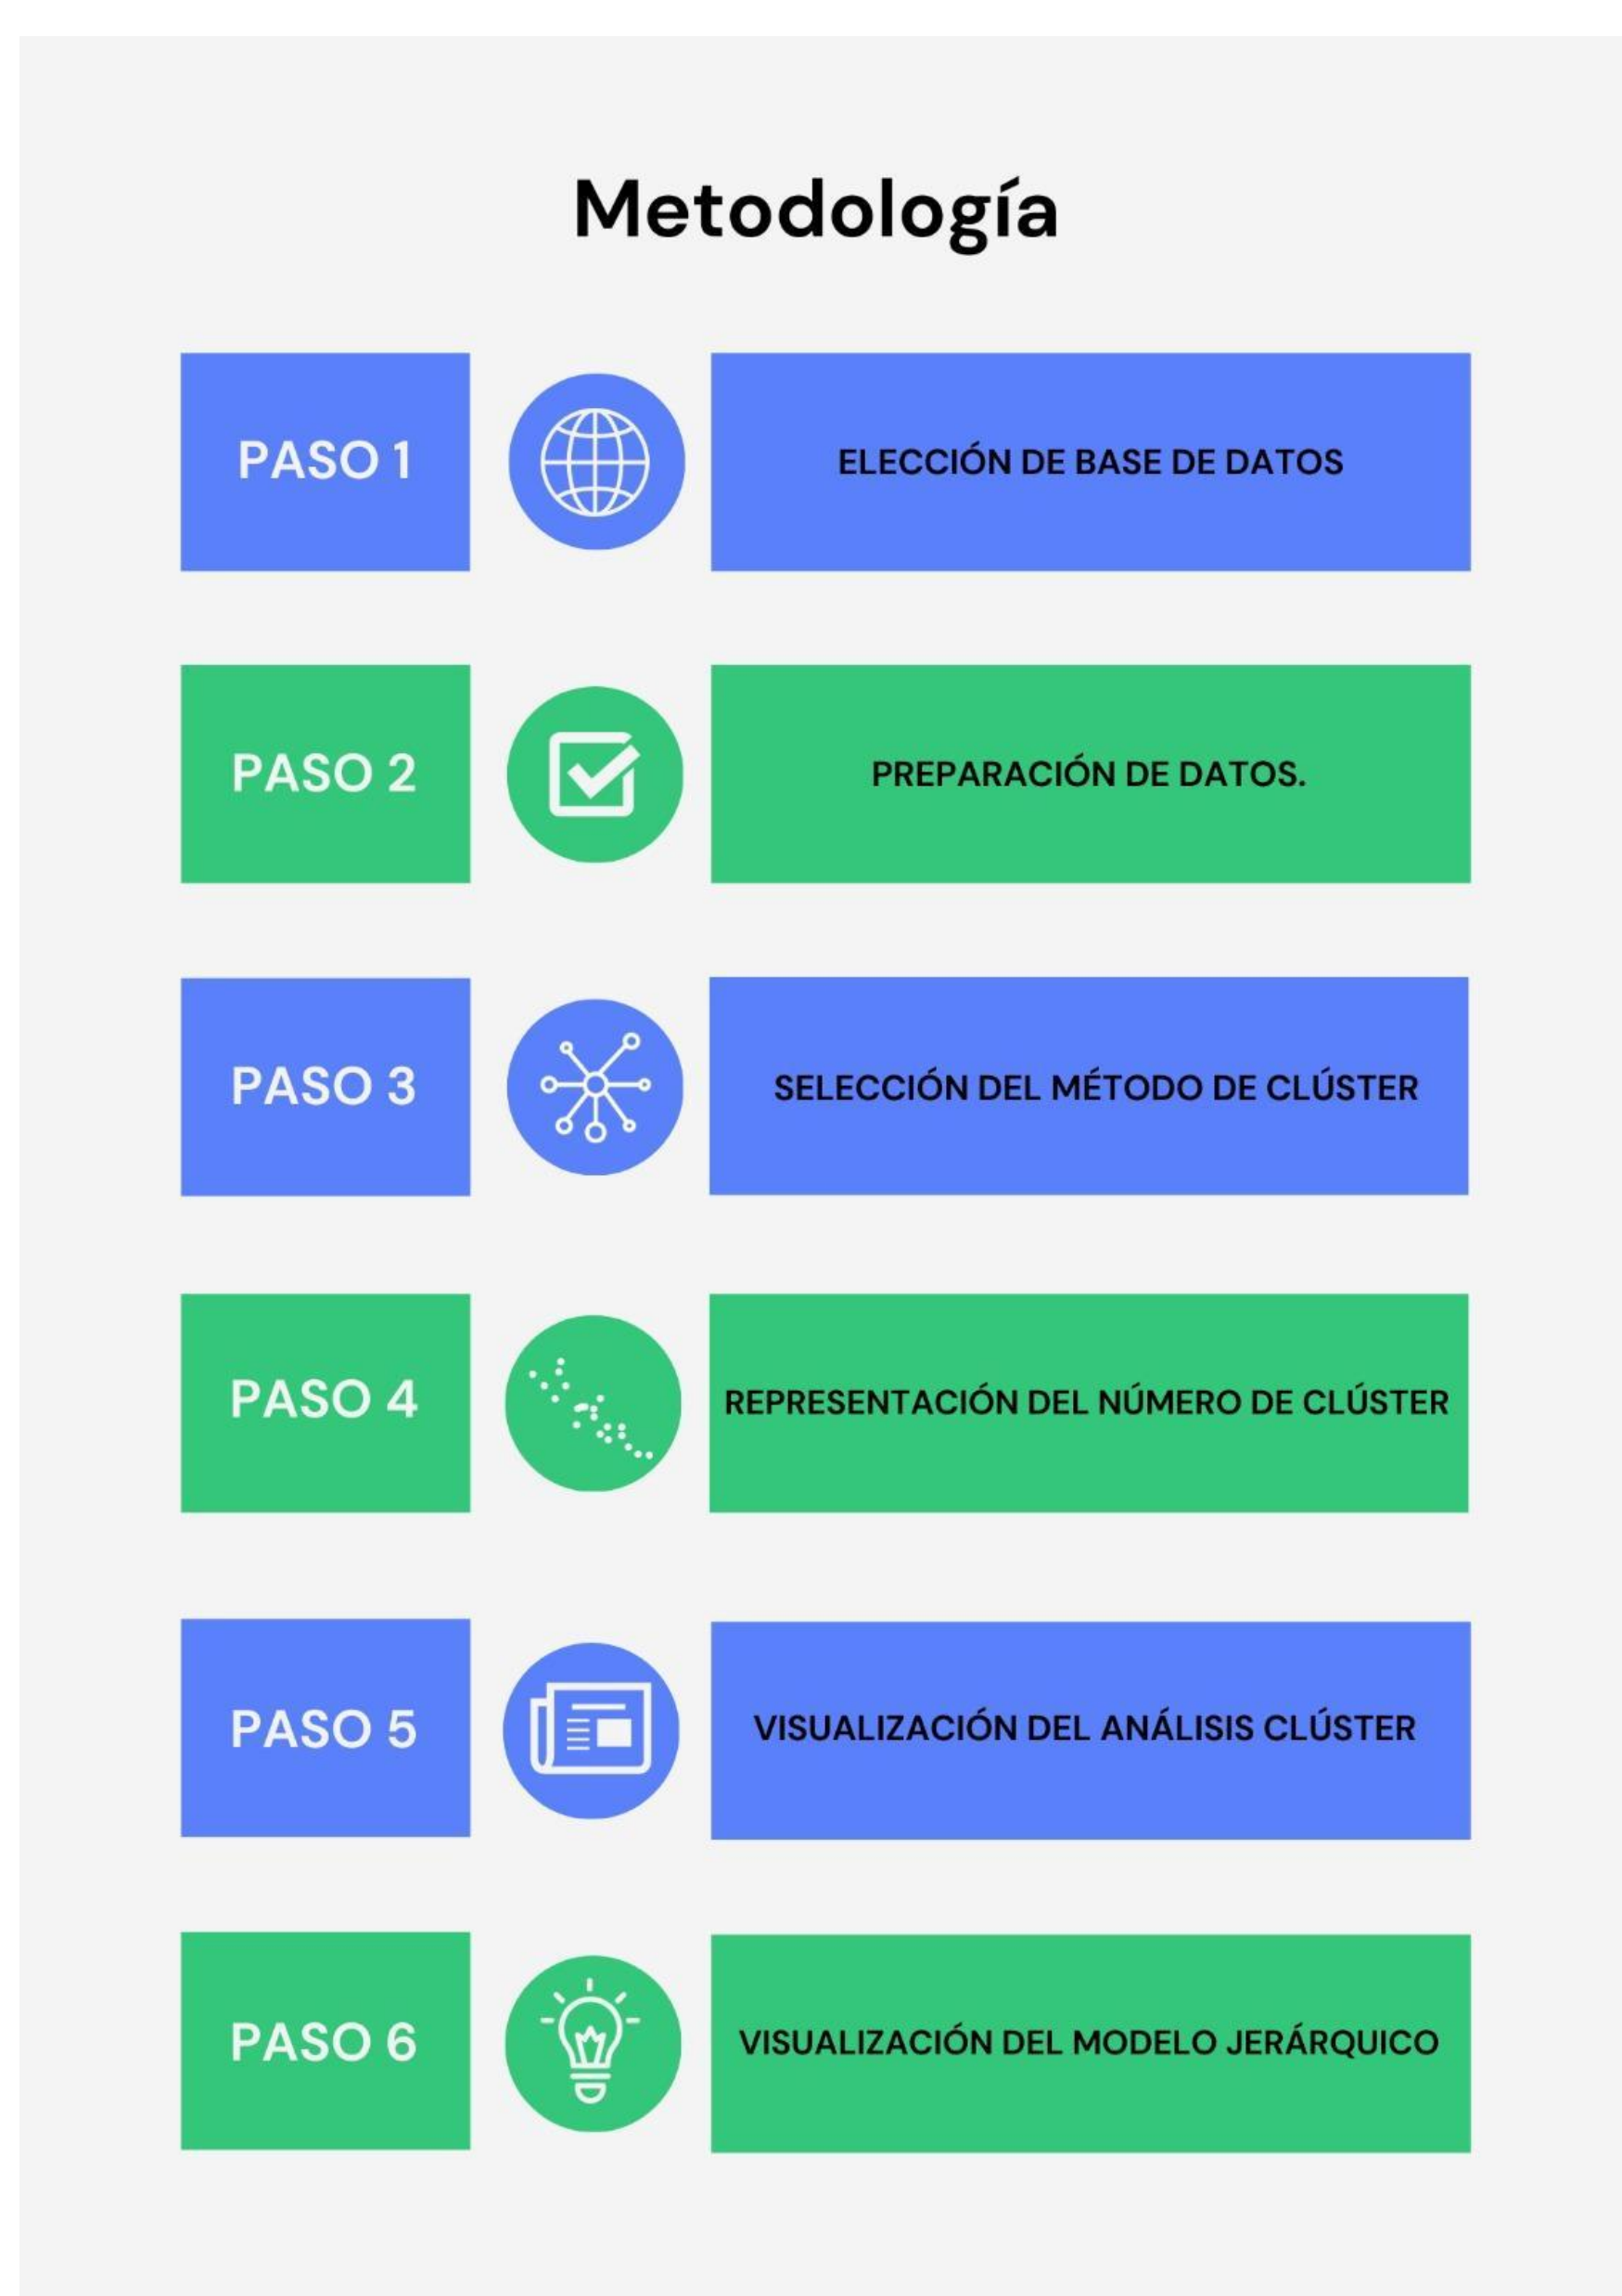 Metodología
PASO 1
ELECCIÓN DE BASE DE DATOS
PASO 2
PREPARACIÓN DE DATOS.
PASO 3
SELECCIÓN DEL MÉTODO DE CLÚSTER
PASO 4
REPRESENTACIÓN DEL NÚMERO DE CLÚSTER
PASO 5
VISUALIZACIÓN DEL ANÁLISIS CLÚSTER
PASO 6
VISUALIZACIÓN DEL MODELO JERÁRQUICO